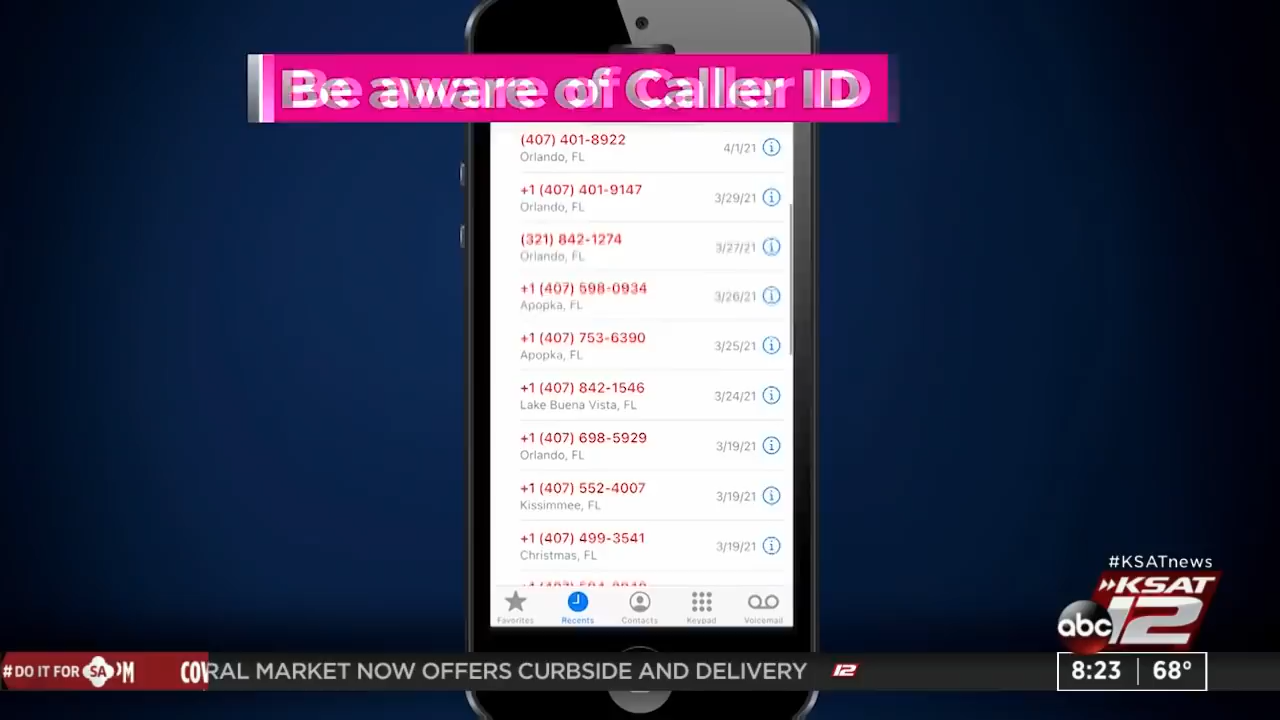 Be aware of Caller ID
(407) 401-8922
Orlando, FL
4/1/21
+1 (407) 401-9147
Orlando, FL
3/29/21
(321) 842-1274
Orlando, FL
3/27/21
+1 (407) 598-0934
Apopka, FL
3/26/21
+1 (407) 753-6390
Apopka, FL
3/25/21
+1 (407) 842-1546
Lake Buena Vista, FL
3/24/21
+1 (407) 698-5929
Orlando, FL
3/19/21
+1 (407) 552-4007
Kissimmee, FL
3/19/21
+1 (407) 499-3541
Christmas, FL
3/19/21
Favorites
Recents
Contacts
Keypad
Voicemail
#KSATnews
KSAT
abc 12
#DO IT FOR SA
RAL MARKET NOW OFFERS CURBSIDE AND DELIVERY 12
8:23 68°